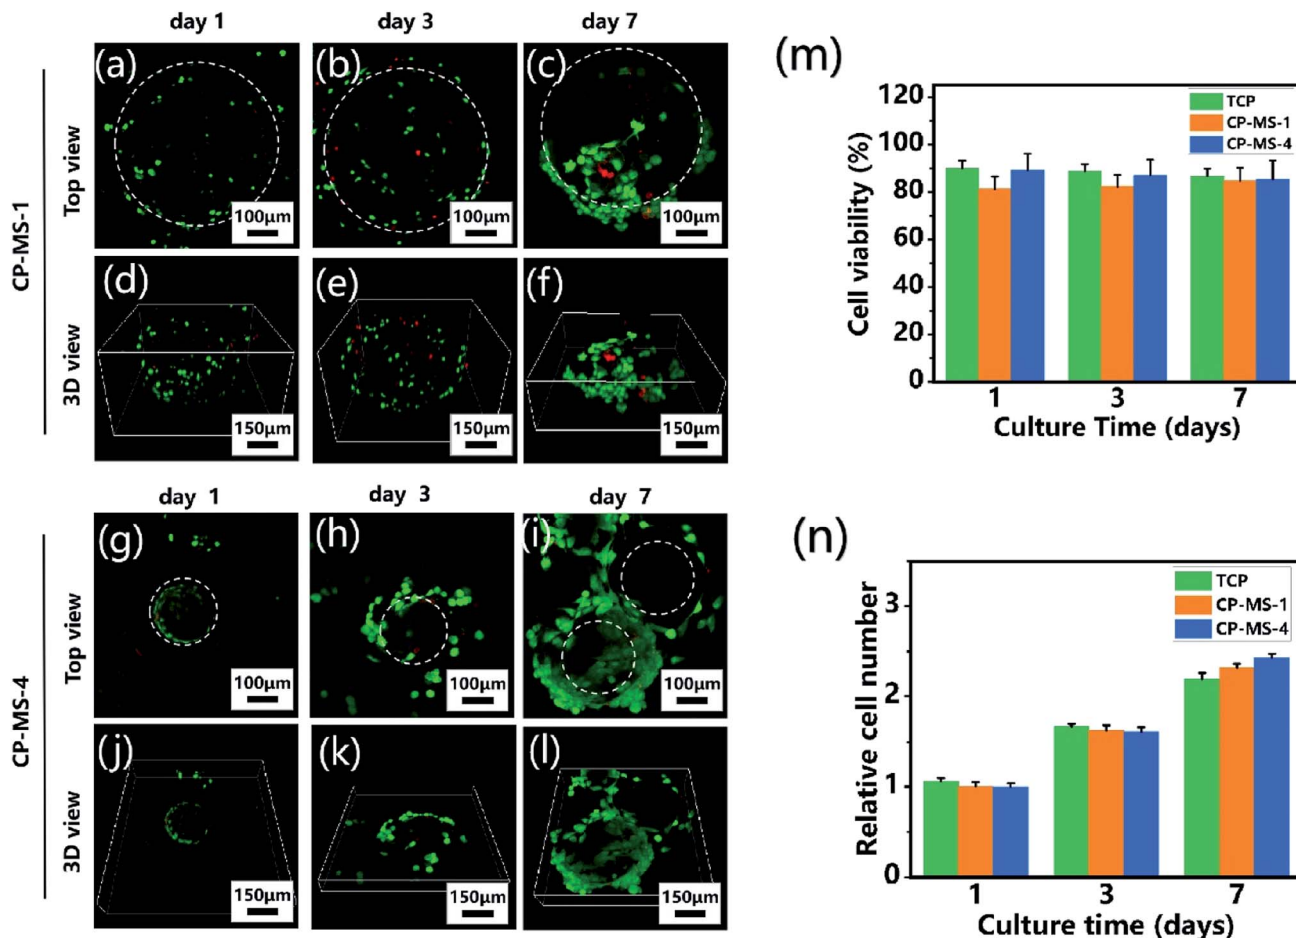 day 1
day 3
day 7
CP-MS-1
Top view
(a)
100μm
(b)
100μm
(c)
100μm
3D view
(d)
150μm
(e)
150μm
(f)
150μm
day 1
day 3
day 7
CP-MS-4
Top view
(g)
100μm
(h)
100μm
(i)
100μm
3D view
(j)
150μm
(k)
150μm
(l)
150μm
(m)
Cell viability (%)
120
100
80
60
40
20
0
TCP
CP-MS-1
CP-MS-4
1 3 7
Culture Time (days)
(n)
Relative cell number
3
2
1
0
TCP
CP-MS-1
CP-MS-4
1 3 7
Culture time (days)